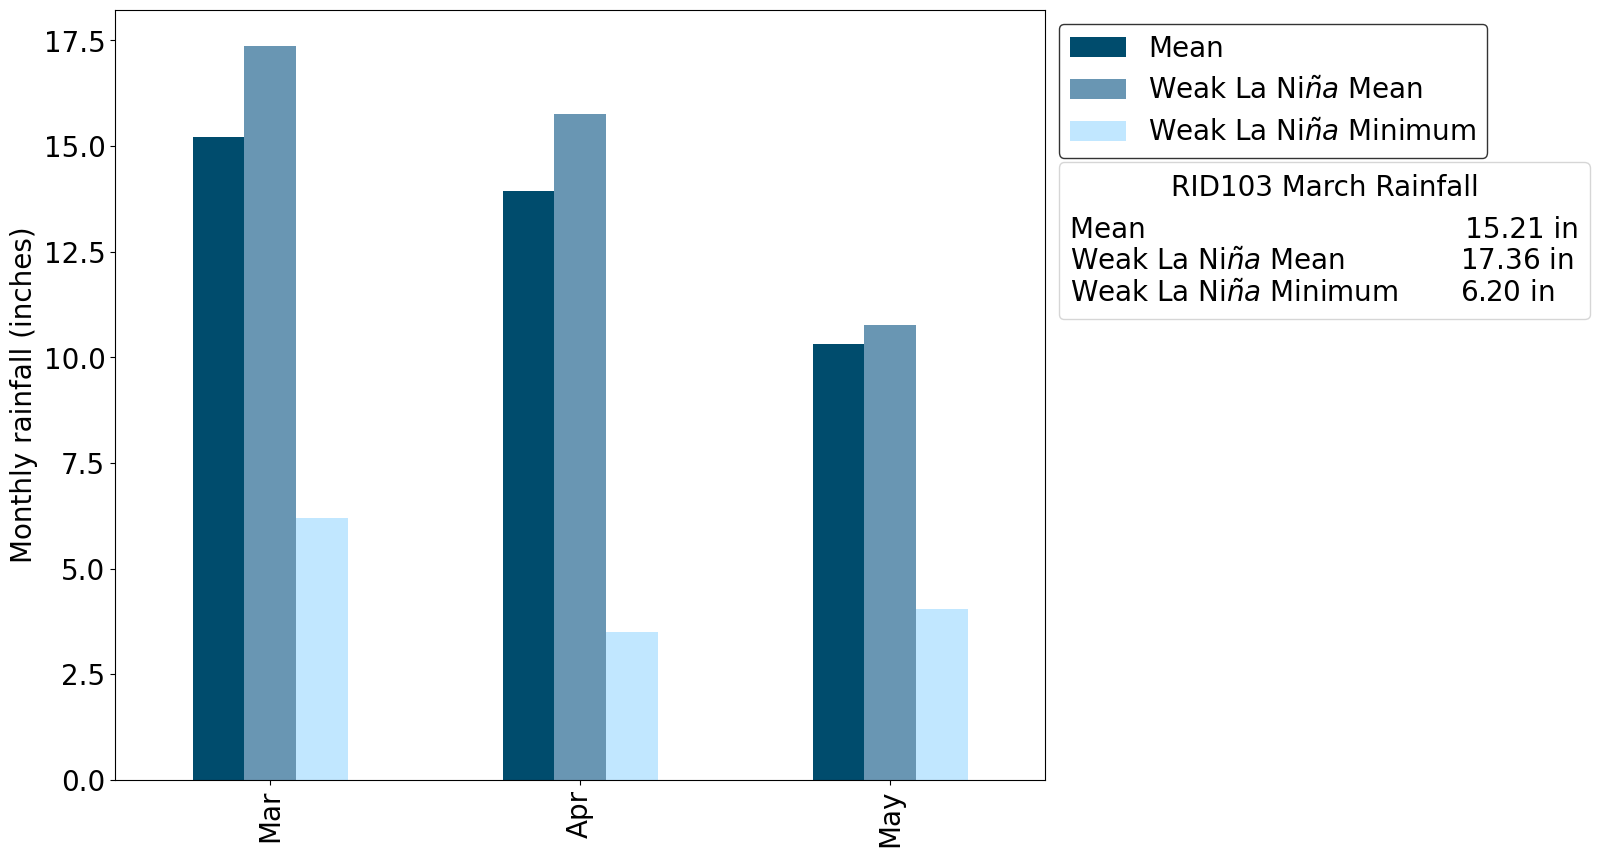 Monthly rainfall (inches)
17.5
15.0
12.5
10.0
7.5
5.0
2.5
0.0
Mar
Apr
May
Mean
Weak La Niña Mean
Weak La Niña Minimum
RID103 March Rainfall
Mean 15.21 in
Weak La Niña Mean 17.36 in
Weak La Niña Minimum 6.20 in